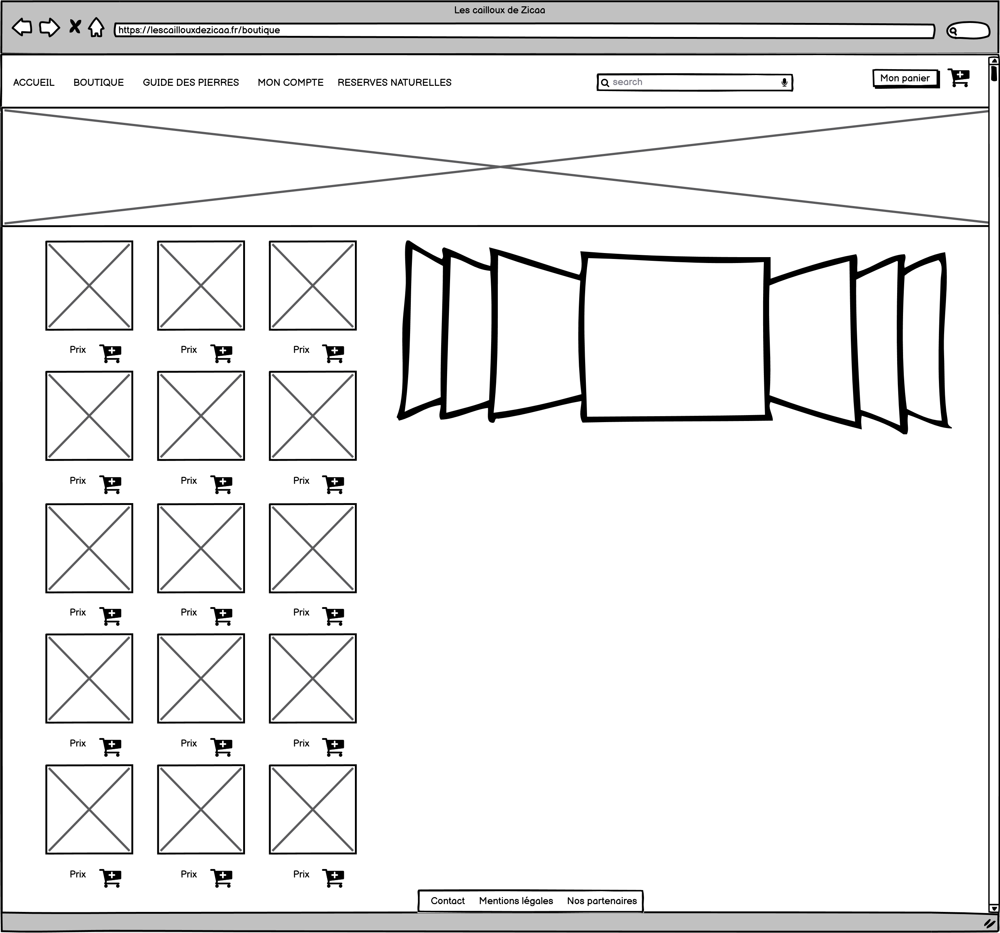 Les cailloux de Zicaa
https://lescaillouxdezicaa.fr/boutique
ACCUEIL BOUTIQUE GUIDE DES PIERRES MON COMPTE RESERVES NATURELLES search Mon panier
Prix Prix Prix
Prix Prix Prix
Prix Prix Prix
Prix Prix Prix
Prix Prix Prix
Contact Mentions légales Nos partenaires